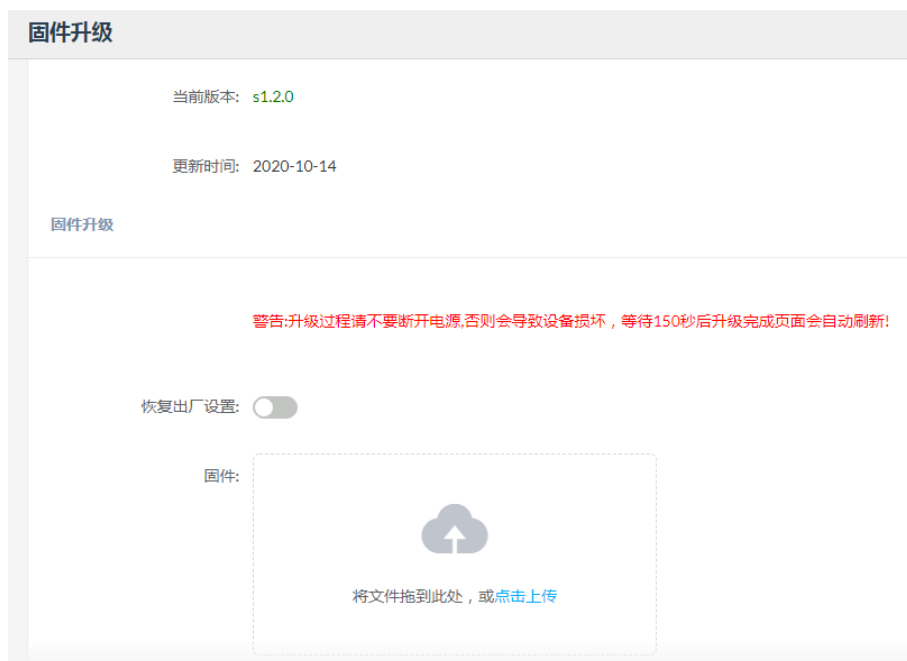 固件升级
当前版本: s1.2.0
更新时间: 2020-10-14
固件升级
警告:升级过程请不要断开电源,否则会导致设备损坏，等待150秒后升级完成页面会自动刷新!
恢复出厂设置:
固件:
将文件拖到此处，或点击上传